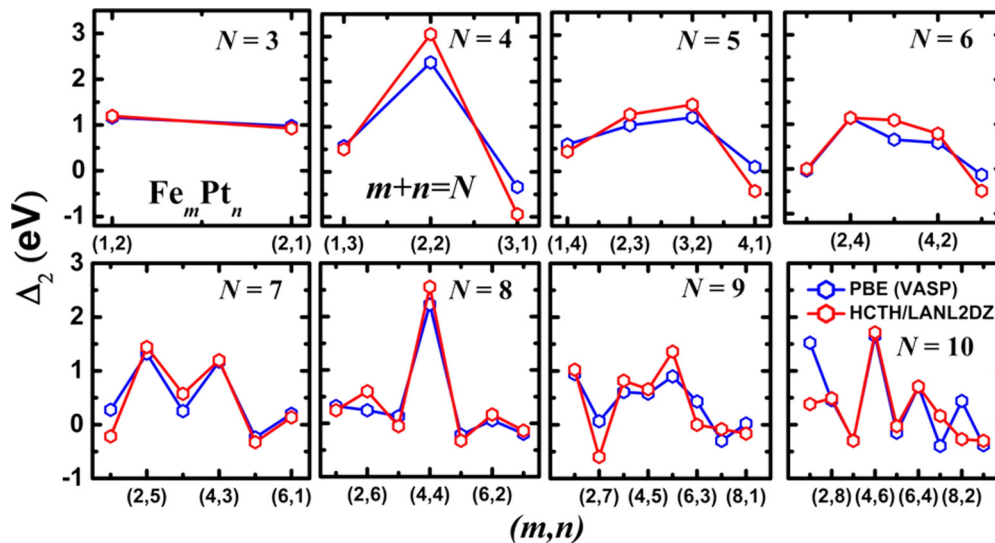 3 N = 3 N = 4 N = 5 N = 6
2
1
0
-1
FemPtn m+n=N
(1,2) (2,1) (1,3) (2,2) (3,1) (1,4) (2,3) (3,2) 4,1) (2,4) (4,2)
Δ2 (eV)
3 N = 7 N = 8 N = 9 PBE (VASP)
2 HCTH/LANL2DZ
N = 10
1
0
-1
(2,5) (4,3) (6,1) (2,6) (4,4) (6,2) (2,7) (4,5) (6,3) (8,1) (2,8) (4,6) (6,4) (8,2)
(m,n)